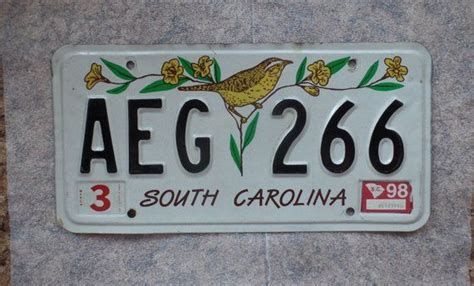 AEG 266
3 SOUTH CAROLINA 98